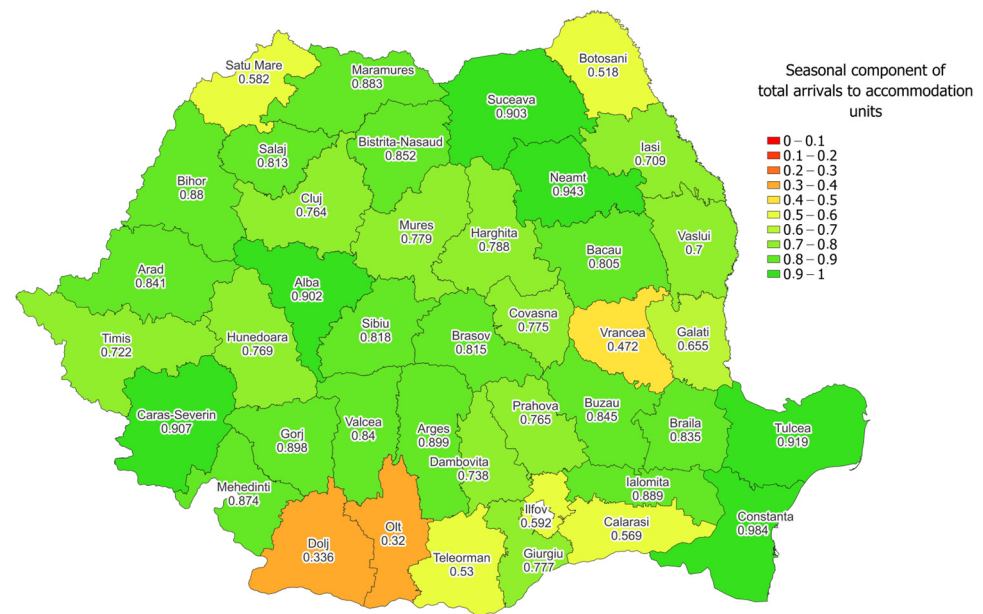 Satu Mare
0.582
Maramures
0.883
Botosani
0.518
Suceava
0.903
Seasonal component of
total arrivals to accommodation
units
0 – 0.1
0.1 – 0.2
0.2 – 0.3
0.3 – 0.4
0.4 – 0.5
0.5 – 0.6
0.6 – 0.7
0.7 – 0.8
0.8 – 0.9
0.9 – 1
Salaj
0.813
Bistrita-Nasaud
0.852
Iasi
0.709
Bihor
0.88
Neamt
0.943
Cluj
0.764
Mures
0.779
Harghita
0.788
Vaslui
0.7
Bacau
0.805
Arad
0.841
Alba
0.902
Timis
0.722
Hunedoara
0.769
Sibiu
0.818
Brasov
0.815
Covasna
0.775
Vrancea
0.472
Galati
0.655
Caras-Severin
0.907
Gorj
0.898
Valcea
0.84
Arges
0.899
Prahova
0.765
Buzau
0.845
Braila
0.835
Tulcea
0.919
Dambovita
0.738
Mehedinti
0.874
Ialomita
0.889
Ilfov
0.592
Calarasi
0.569
Constanta
0.984
Dolj
0.336
Olt
0.32
Teleorman
0.53
Giurgiu
0.777